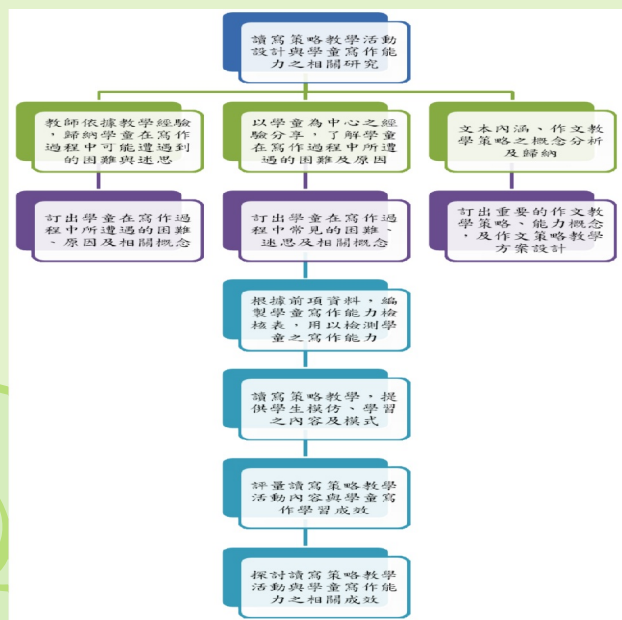 讀寫策略教學活動
設計與學童寫作能
力之相關研究
教師依據教學經驗
，歸納學童在寫作
過程中可能遭遇到
的困難與迷思
以學童為中心之經
驗分享，了解學童
在寫作過程中所遭
遇的困難及原因
文本內涵、作文教
學策略之概念分析
及歸納
訂出學童在寫作過
程中所遭遇的困難
、原因及相關概念
訂出學童在寫作過
程中常見的困難、
迷思及相關概念
訂出重要的作文教
學策略、能力概念
，及作文策略教學
方案設計
根據前項資料，編
製學童寫作能力檢
核表，用以檢測學
童之寫作能力
讀寫策略教學，提
供學生模仿、學習
之內容及模式
評量讀寫策略教學
活動內容與學童寫
作學習成效
探討讀寫策略教學
活動與學童寫作能
力之相關成效